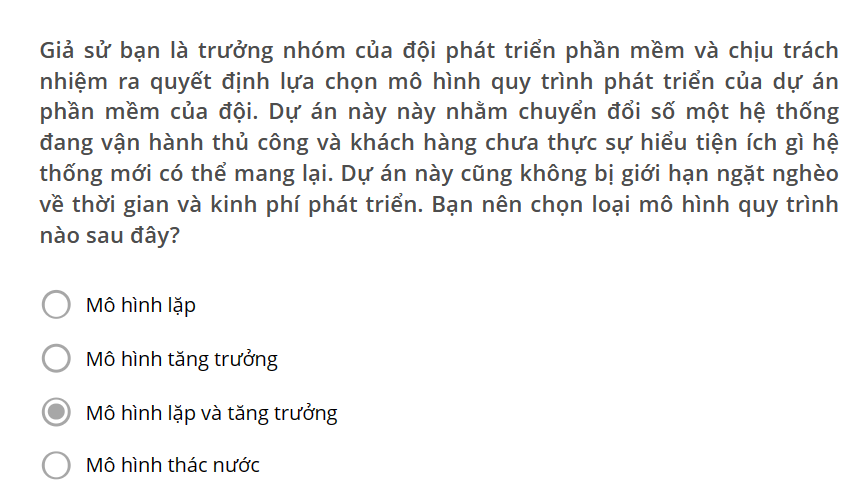 Giả sử bạn là trưởng nhóm của đội phát triển phần mềm và chịu trách
nhiệm ra quyết định lựa chọn mô hình quy trình phát triển của dự án
phần mềm của đội. Dự án này này nhằm chuyển đổi số một hệ thống
đang vận hành thủ công và khách hàng chưa thực sự hiểu tiện ích gì hệ
thống mới có thể mang lại. Dự án này cũng không bị giới hạn ngặt nghèo
về thời gian và kinh phí phát triển. Bạn nên chọn loại mô hình quy trình
nào sau đây?
Mô hình lặp
Mô hình tăng trưởng
Mô hình lặp và tăng trưởng
Mô hình thác nước